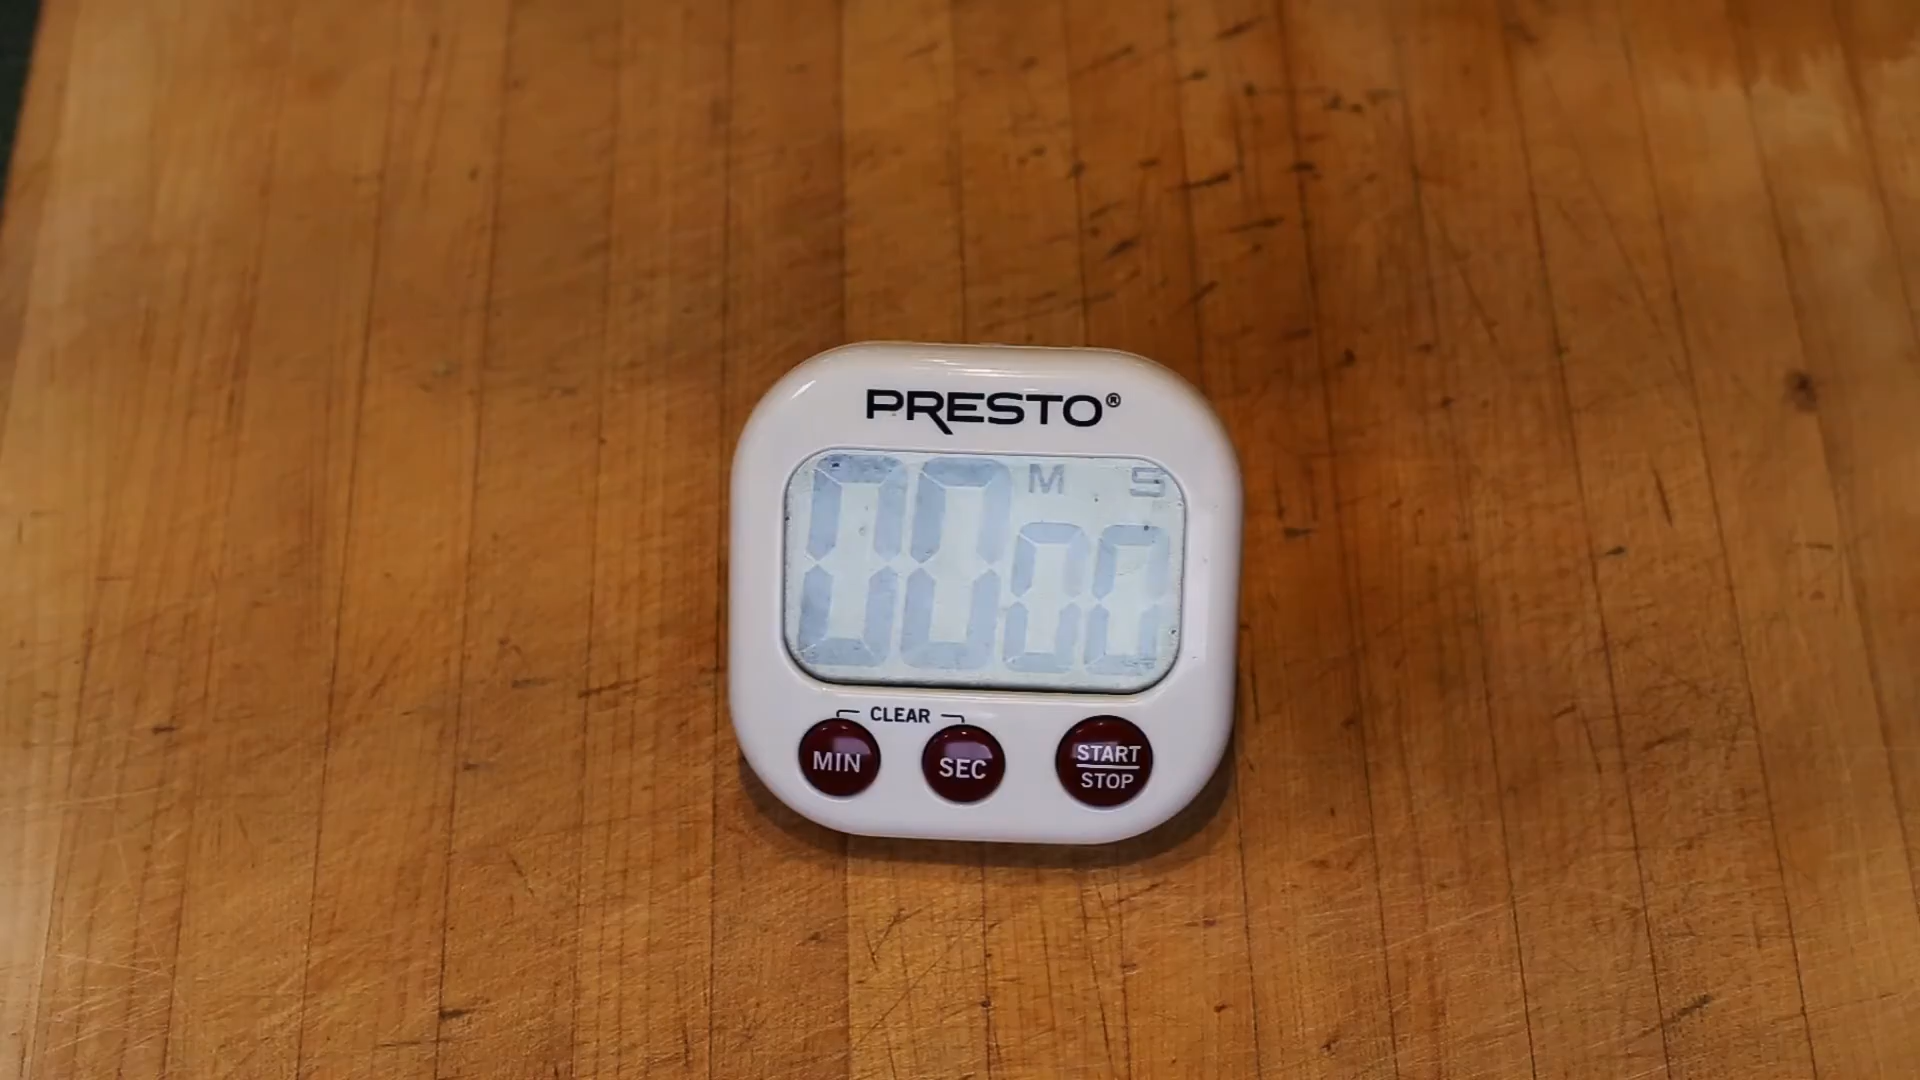 PRESTO®
M S
00 00
CLEAR
MIN SEC START
STOP